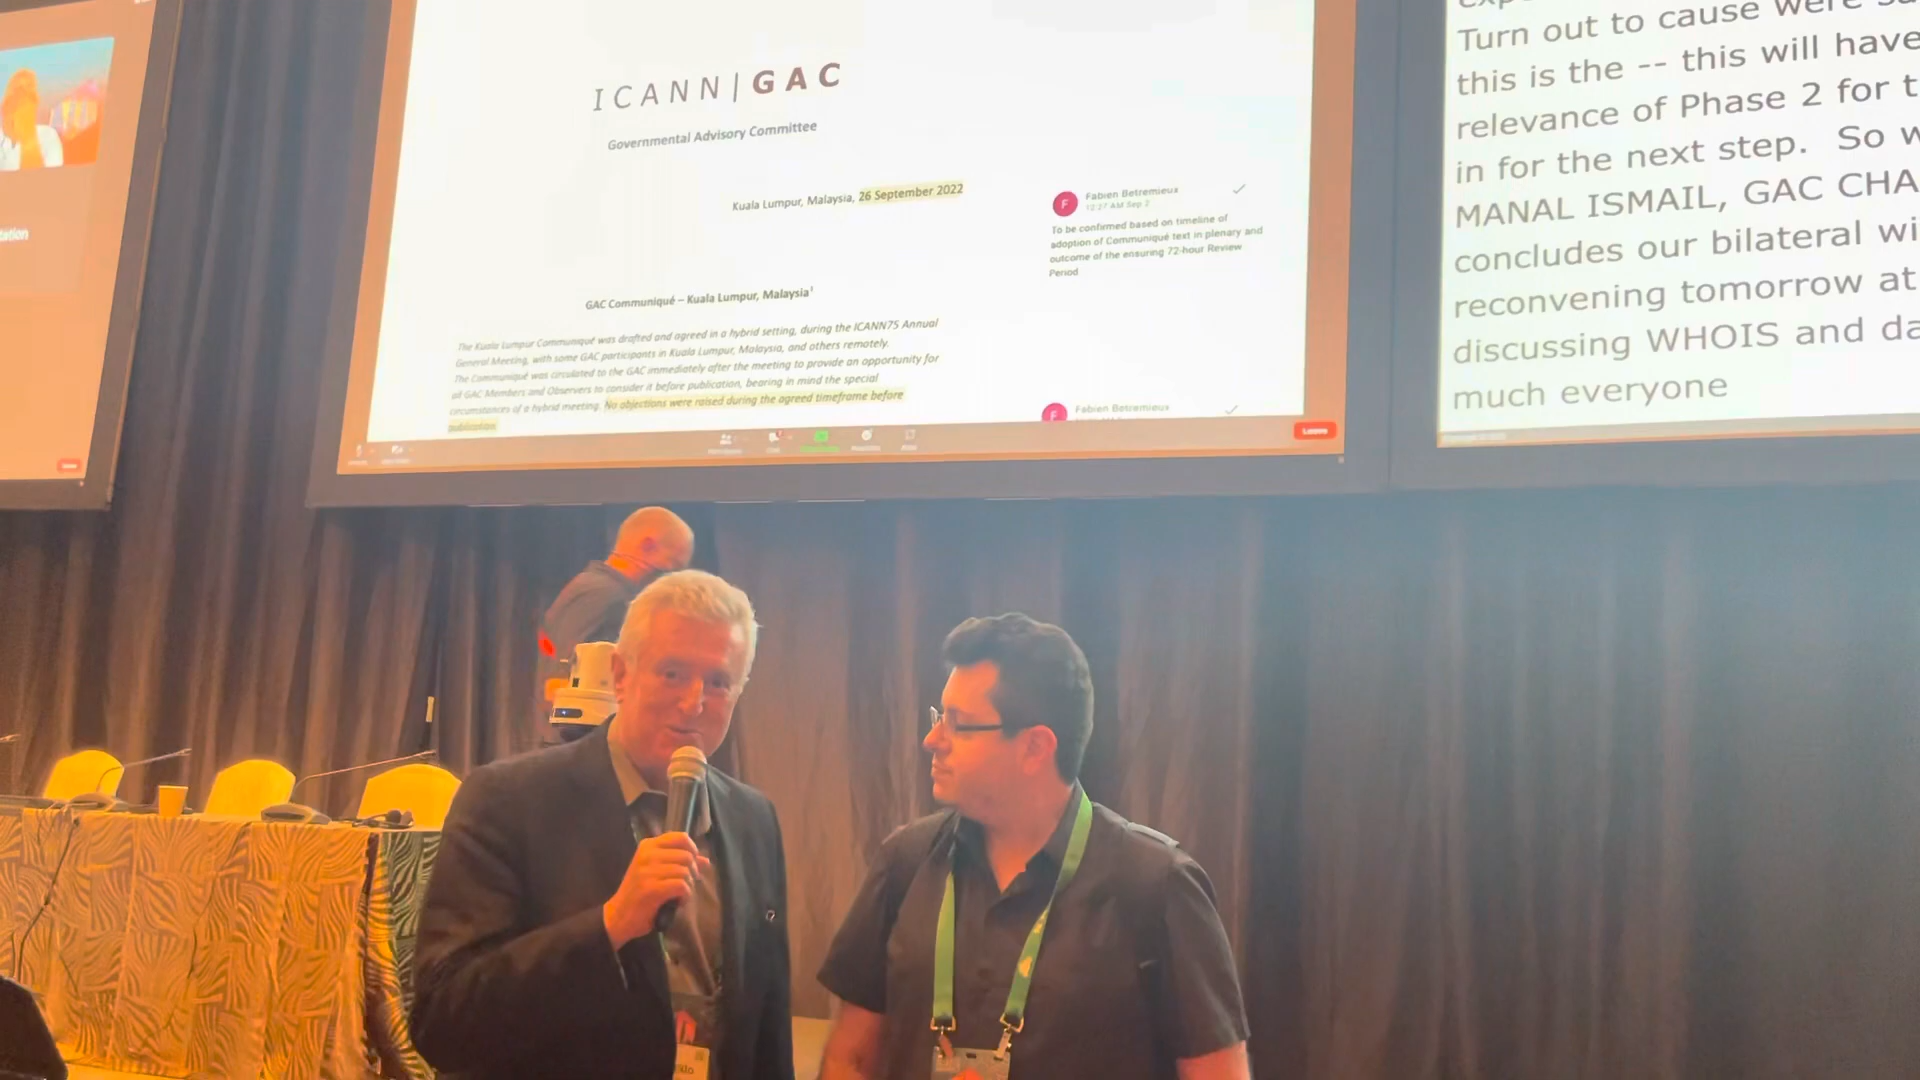 ICANN|GAC
Governmental Advisory Committee
Kuala Lumpur, Malaysia, 26 September 2022
Fabien Betremieux
12:27 AM Sep 2
To be confirmed based on timeline of
adoption of Communiqué text in plenary and
outcome of the ensuring 72-hour Review
Period
GAC Communiqué – Kuala Lumpur, Malaysia¹
The Kuala Lumpur Communiqué was drafted and agreed in a hybrid setting, during the ICANN75 Annual
General Meeting, with some GAC participants in Kuala Lumpur, Malaysia, and others remotely.
The Communiqué was circulated to the GAC immediately after the meeting to provide an opportunity for
all GAC Members and Observers to consider it before publication, bearing in mind the special
circumstances of a hybrid meeting. No objections were raised during the agreed timeframe before
publication.
Fabien Betremieux
Leave
Turn out to cause were
this is the -- this will have
relevance of Phase 2 for t
in for the next step. So w
MANAL ISMAIL, GAC CHA
concludes our bilateral wi
reconvening tomorrow at
discussing WHOIS and da
much everyone